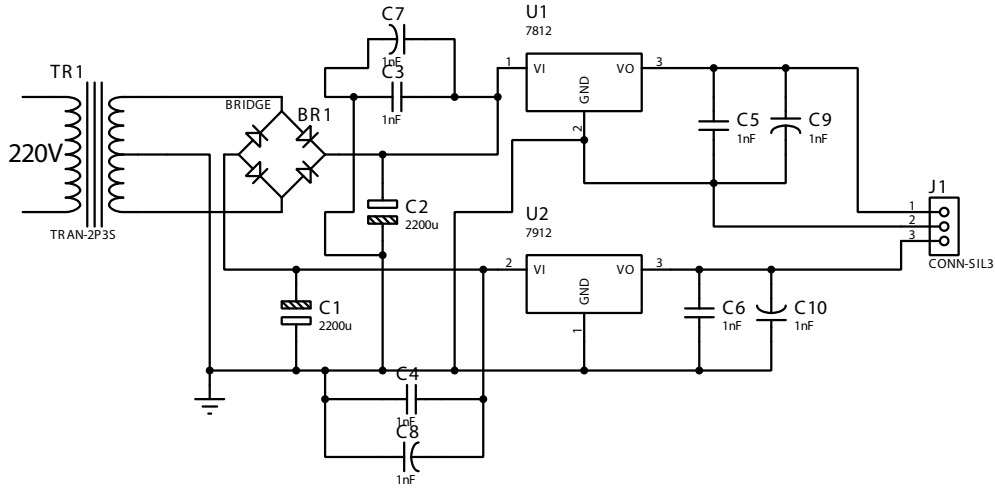 C7
1nF
C3
1nF
U1
7812
1
VI
VO
3
GND
2
TR1
220V
TRAN-2P3S
BRIDGE
BR1
C2
2200u
C5
1nF
C9
1nF
J1
1
2
3
CONN-SIL3
U2
7912
2
VI
VO
3
GND
1
C1
2200u
C6
1nF
C10
1nF
C4
1nF
C8
1nF